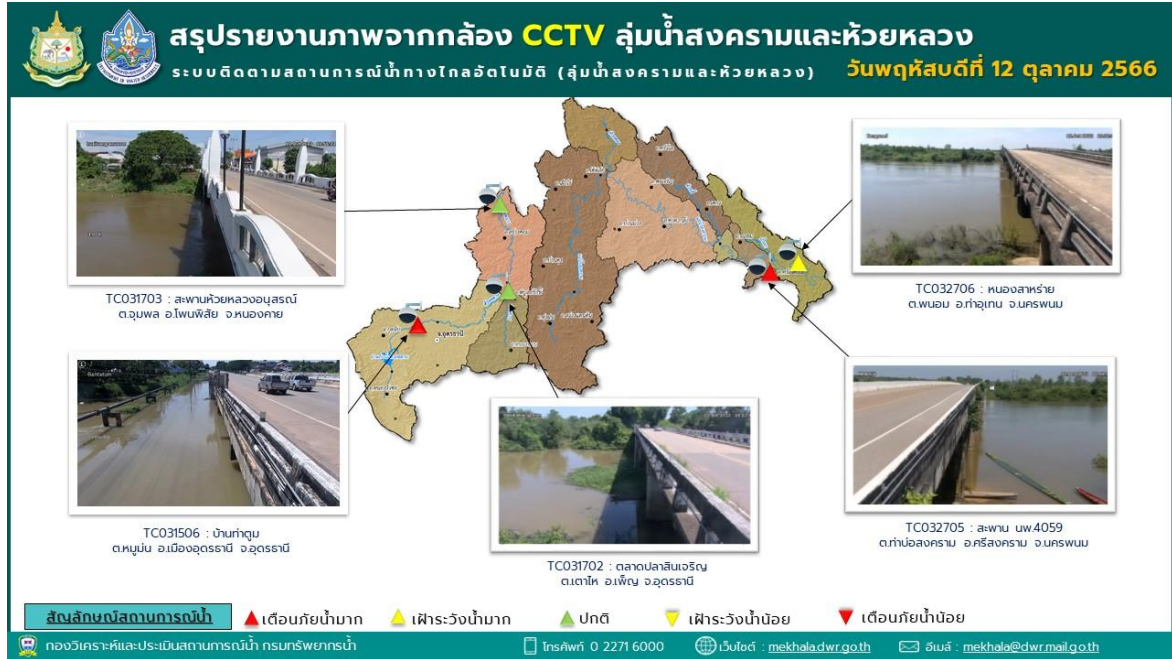 สรุปรายงานภาพจากกล้อง CCTV ลุ่มน้ำสงครามและห้วยหลวง
ระบบติดตามสถานการณ์น้ำทางไกลอัตโนมัติ (ลุ่มน้ำสงครามและห้วยหลวง)
วันพฤหัสบดีที่ 12 ตุลาคม 2566
TC031703 : สะพานห้วยหลวงอนุสรณ์
ต.จุมพล อ.โพนพิสัย จ.หนองคาย
TC032706 : หนองสาหร่าย
ต.พนอม อ.ท่าอุเทน จ.นครพนม
จ.อุดรธานี
TC031506 : บ้านท่าตูม
ต.หมูม่น อ.เมืองอุดรธานี จ.อุดรธานี
TC031702 : ตลาดปลาสินเจริญ
ต.เตาไห อ.เพ็ญ จ.อุดรธานี
TC032705 : สะพาน นพ.4059
ต.ท่าบ่อสงคราม อ.ศรีสงคราม จ.นครพนม
สัญลักษณ์สถานการณ์น้ำ
เตือนภัยน้ำมาก
เฝ้าระวังน้ำมาก
ปกติ
เฝ้าระวังน้ำน้อย
เตือนภัยน้ำน้อย
กองวิเคราะห์และประเมินสถานการณ์น้ำ กรมทรัพยากรน้ำ
โทรศัพท์ 0 2271 6000
เว็บไซต์ : mekhala.dwr.go.th
อีเมล์ : mekhala@dwr.mail.go.th